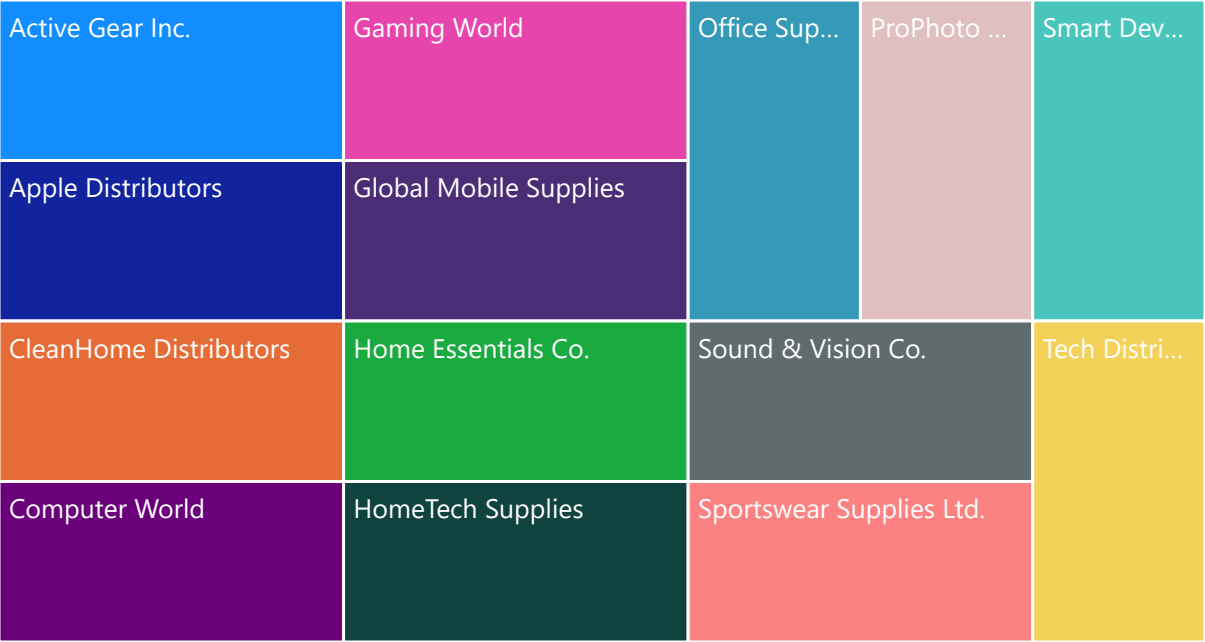 Active Gear Inc.
Gaming World
Office Sup...
ProPhoto ...
Smart Dev...
Apple Distributors
Global Mobile Supplies
CleanHome Distributors
Home Essentials Co.
Sound & Vision Co.
Tech Distri...
Computer World
HomeTech Supplies
Sportswear Supplies Ltd.